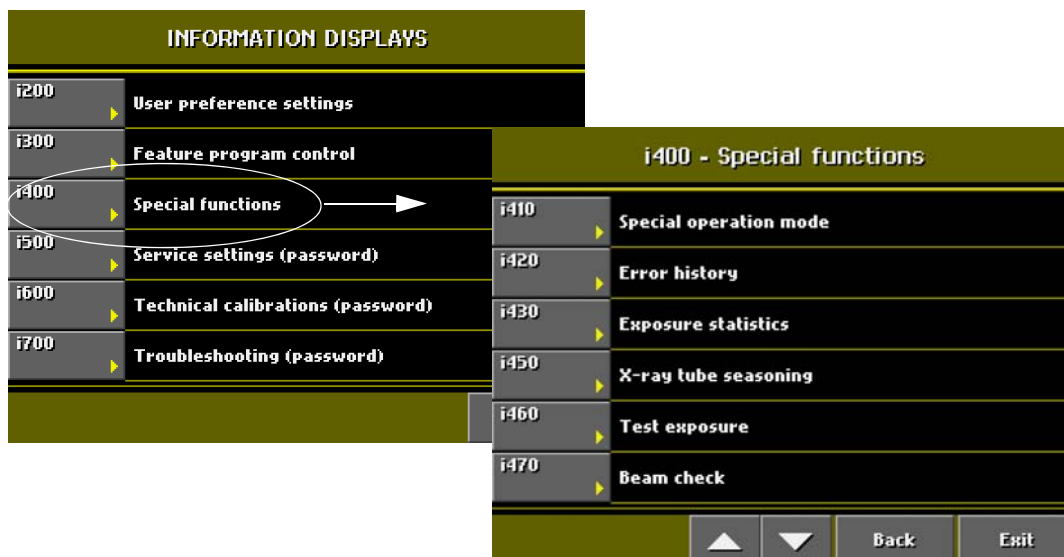 INFORMATION DISPLAYS
i200
User preference settings
i300
Feature program control
i400
Special functions
i500
Service settings (password)
i600
Technical calibrations (password)
i700
Troubleshooting (password)
i400 - Special functions
i410
Special operation mode
i420
Error history
i430
Exposure statistics
i450
X-ray tube seasoning
i460
Test exposure
i470
Beam check
Back
Exit